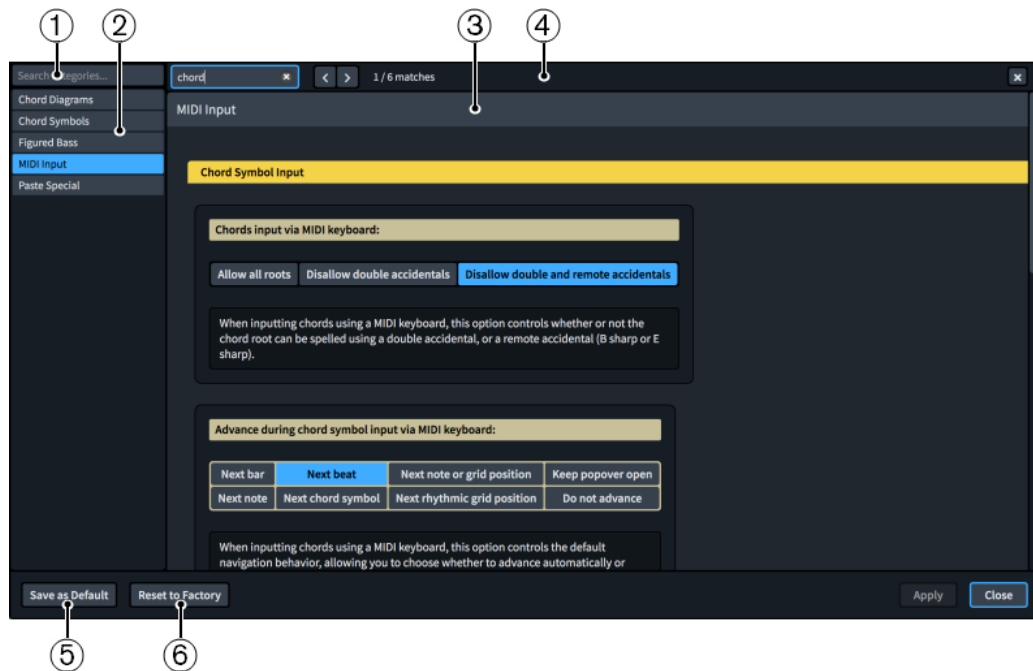 ① ② ③ ④
Search categories...
chord
1 / 6 matches
Chord Diagrams
Chord Symbols
Figured Bass
MIDI Input
Paste Special
MIDI Input
Chord Symbol Input
Chords input via MIDI keyboard:
Allow all roots Disallow double accidentals Disallow double and remote accidentals
When inputting chords using a MIDI keyboard, this option controls whether or not the
chord root can be spelled using a double accidental, or a remote accidental (B sharp or E
sharp).
Advance during chord symbol input via MIDI keyboard:
Next bar Next beat Next note or grid position Keep popover open
Next note Next chord symbol Next rhythmic grid position Do not advance
When inputting chords using a MIDI keyboard, this option controls the default
navigation behavior, allowing you to choose whether to advance automatically or
Save as Default Reset to Factory Apply Close
⑤ ⑥